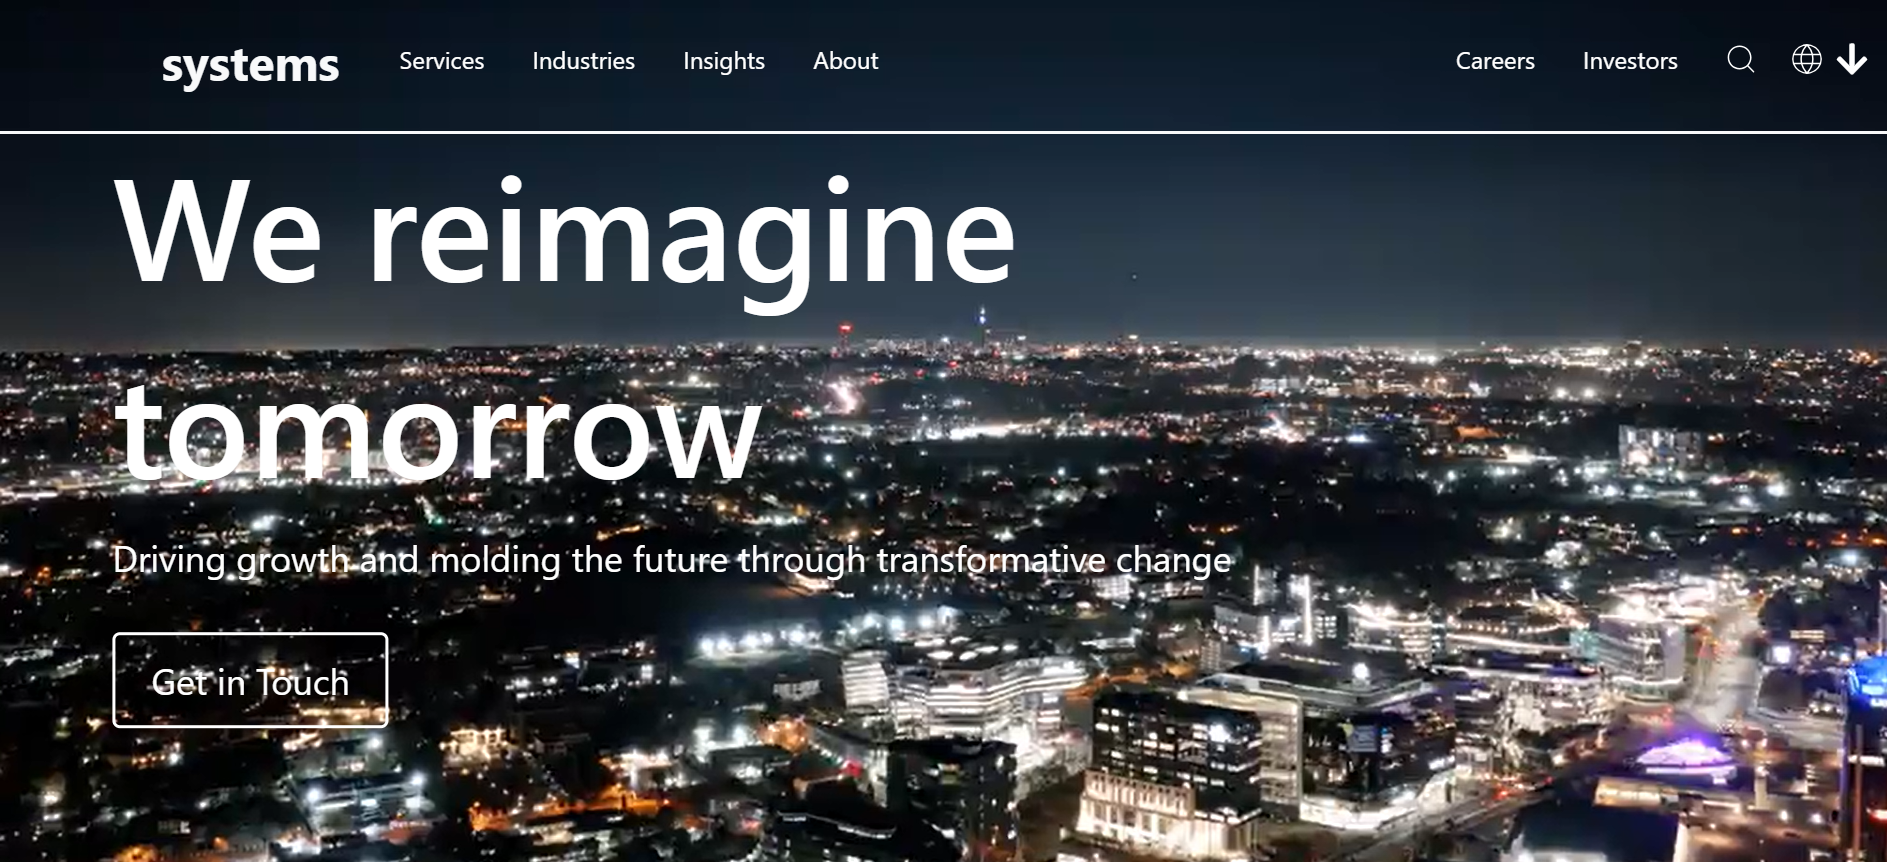 systems Services Industries Insights About Careers Investors
We reimagine
tomorrow
Driving growth and molding the future through transformative change
Get in Touch